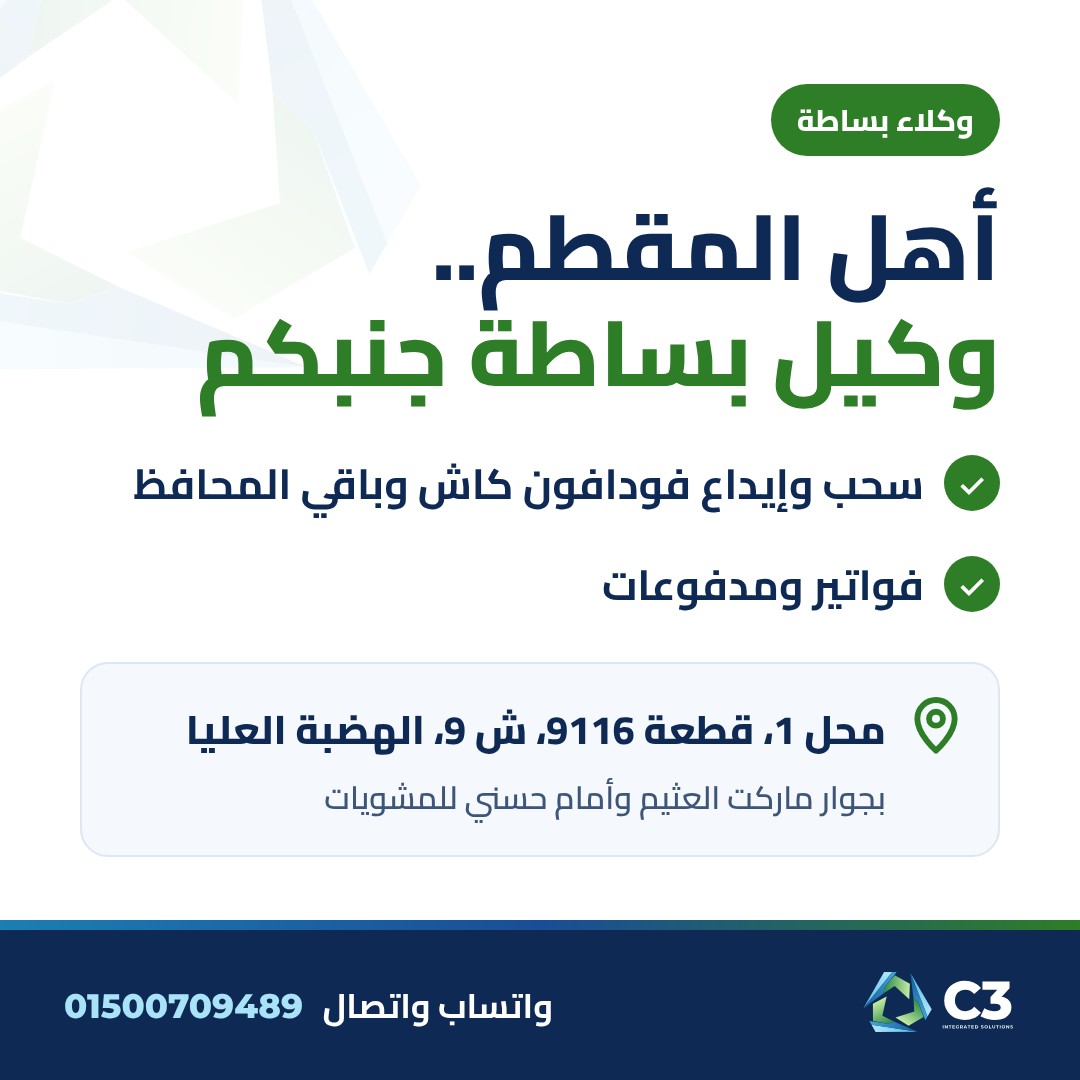 وكلاء بساطة
أهل المقطم..
وكيل بساطة جنبكم
سحب وإيداع فودافون كاش وباقي المحافظ
فواتير ومدفوعات
محل 1، قطعة 9116، ش 9، الهضبة العليا
بجوار ماركت العثيم وأمام حسني للمشويات
C3
INTEGRATED SOLUTIONS
واتساب واتصال 01500709489